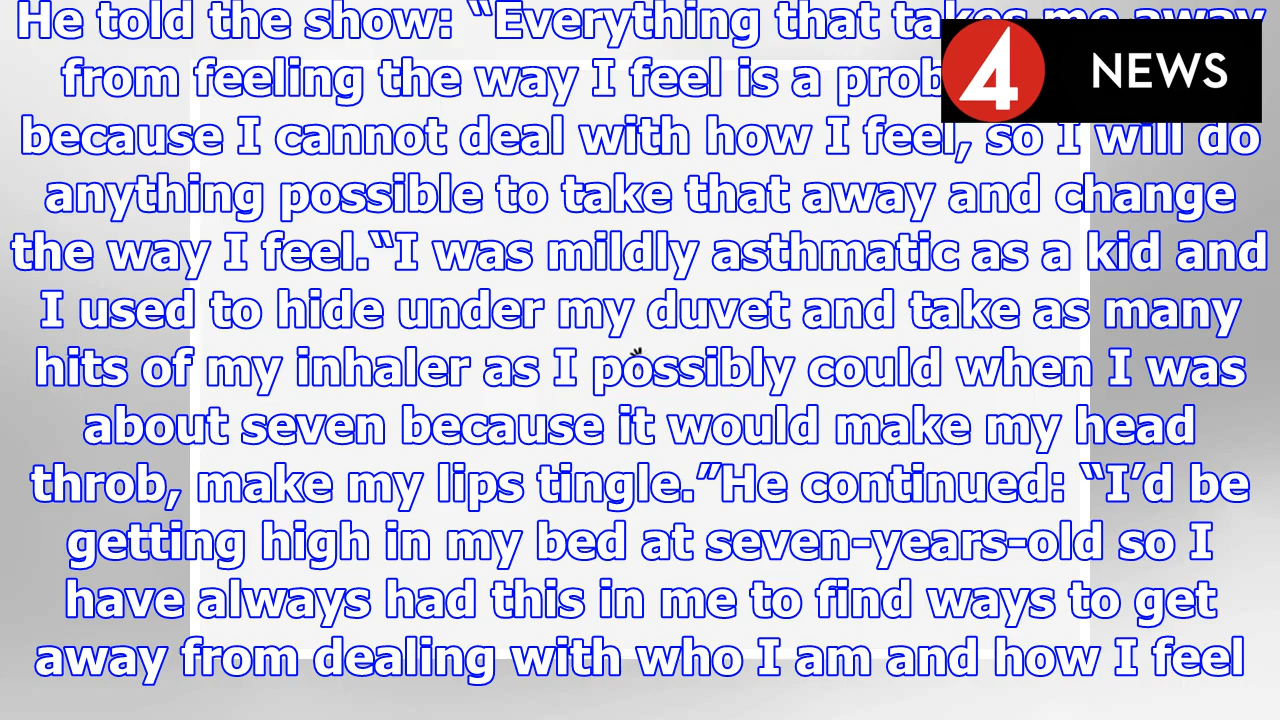 He told the show: “Everything that takes me away
from feeling the way I feel is a prob
because I cannot deal with how I feel, so I will do
anything possible to take that away and change
the way I feel.“I was mildly asthmatic as a kid and
I used to hide under my duvet and take as many
hits of my inhaler as I possibly could when I was
about seven because it would make my head
throb, make my lips tingle.”He continued: “I’d be
getting high in my bed at seven-years-old so I
have always had this in me to find ways to get
away from dealing with who I am and how I feel
4 NEWS